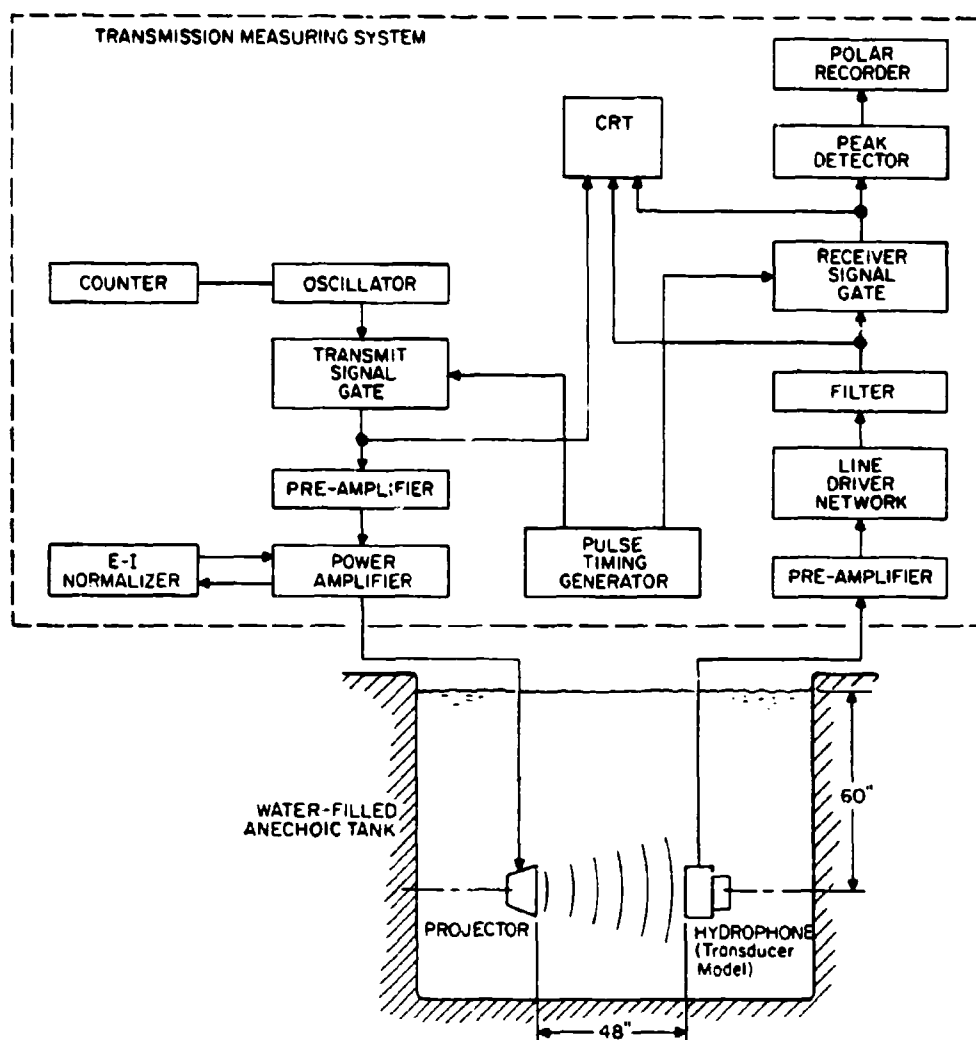 TRANSMISSION MEASURING SYSTEM
POLAR
RECORDER
CRT
PEAK
DETECTOR
COUNTER
OSCILLATOR
RECEIVER
SIGNAL
GATE
TRANSMIT
SIGNAL
GATE
FILTER
PRE-AMPLIFIER
LINE
DRIVER
NETWORK
E-I
NORMALIZER
POWER
AMPLIFIER
PULSE
TIMING
GENERATOR
PRE-AMPLIFIER
60"
WATER-FILLED
ANECHOIC TANK
PROJECTOR
HYDROPHONE
(Transducer
Model)
48"